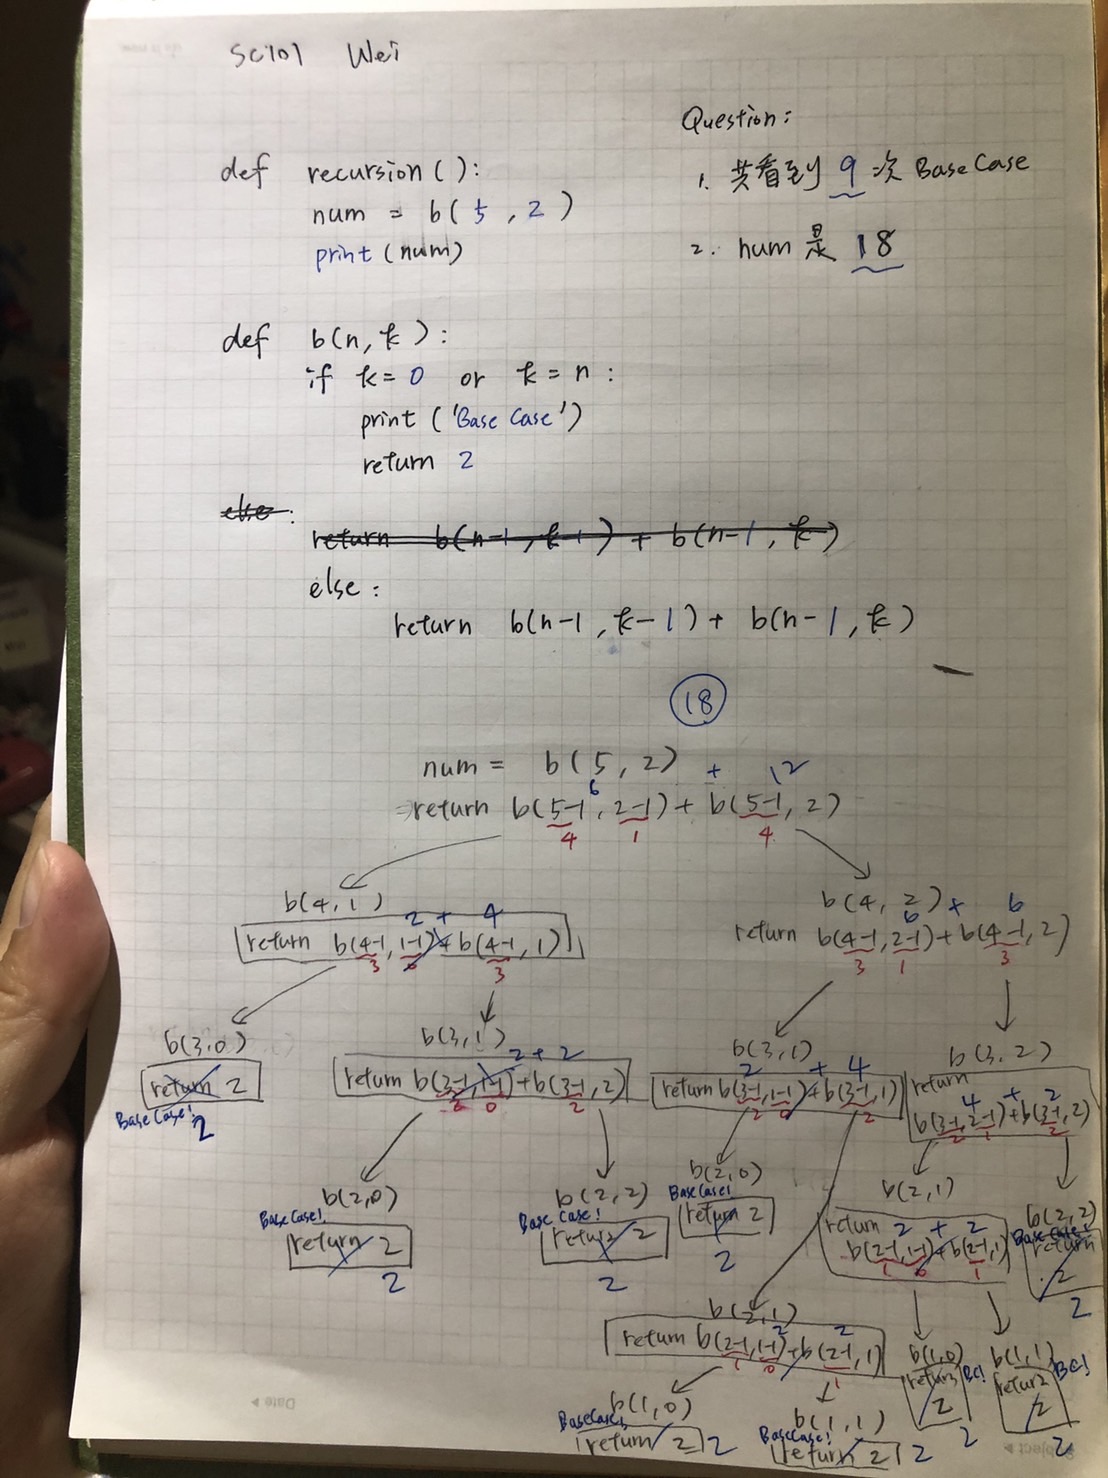 SC101 Wei
Question:
def recursion():
num = b(5,2)
print(num)
1. 共看到 9 次 Base Case
2. num 是 18
def b(n,k):
if k=0 or k=n:
print('Base Case')
return 2
else:
return b(n-1,k-1) + b(n-1,k)
else:
return b(n-1,k-1) + b(n-1,k)
18
num = b(5,2) + 12
6
⇒return b(5-1,2-1) + b(5-1,2)
4 1 4
b(4,1)
2 + 4
return b(4-1,1-1)+b(4-1,1)
3 0 3
b(4,2) + 6
6
return b(4-1,2-1)+b(4-1,2)
3 1 3
b(3,0)
return 2
Base Case!
2
b(3,1)
2 + 2
return b(3-1,1-1)+b(3-1,2)
2 0 2
b(3,1)
2 + 4
return b(3-1,1-1)+b(3-1,1)
2 0 2
b(3,2)
return
4 + 2
b(3-1,2-1)+b(3-1,2)
2 1 2
b(2,0)
Base Case!
return 2
2
b(2,2)
Base Case!
return 2
2
b(2,0)
Base Case!
return 2
2
b(2,1)
return 2 + 2
b(2-1,1-1)+b(2-1,1)
1 0 1
b(2,2)
Base Case!
return
2
2
b(2,1)
2 2
return b(2-1,1-1)+b(2-1,1)
1 0 1
b(1,0)
Base Case!
return 2 2
b(1,1)
Base Case!
return 2 2
b(1,0)
BC!
return
2
2
b(1,1)
BC!
return
2
2
Date